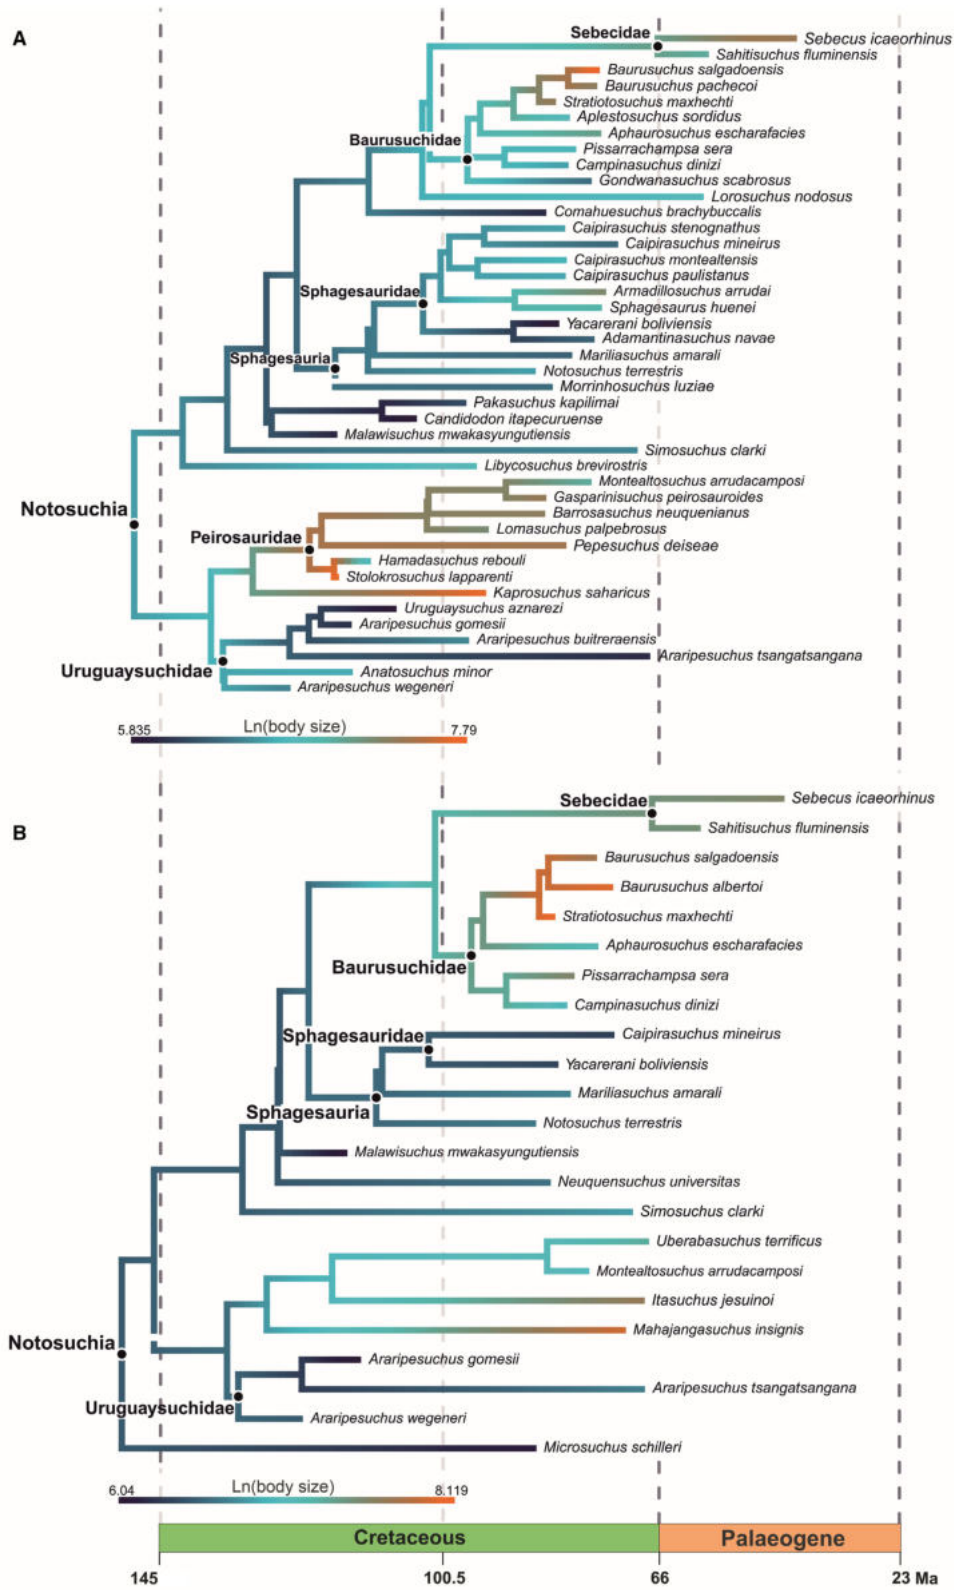 A
Sebecidae
Sebecus icaeorhinus
Sahitisuchus fluminensis
Baurusuchus salgadoensis
Baurusuchus pachecoi
Stratiotosuchus maxhechti
Aplestosuchus sordidus
Aphaurosuchus escharafacies
Baurusuchidae
Pissarrachampsa sera
Campinasuchus dinizi
Gondwanasuchus scabrosus
Lorosuchus nodosus
Comahuesuchus brachybuccalis
Caipirasuchus stenognathus
Caipirasuchus mineirus
Caipirasuchus montealtensis
Caipirasuchus paulistanus
Sphagesauridae
Armadillosuchus arrudai
Sphagesaurus huenei
Yacarerani boliviensis
Adamantinasuchus navae
Sphagesauria
Mariliasuchus amarali
Notosuchus terrestris
Morrinhosuchus luziae
Pakasuchus kapilimai
Candidodon itapecuruense
Malawisuchus mwakasyungutiensis
Simosuchus clarki
Libycosuchus brevirostris
Notosuchia
Montealtosuchus arrudacamposi
Gasparinisuchus peirosauroides
Barrosasuchus neuquenianus
Lomasuchus palpebrosus
Peirosauridae
Pepesuchus deiseae
Hamadasuchus rebouli
Stolokrosuchus lapparenti
Kaprosuchus saharicus
Uruguaysuchus aznarezi
Araripesuchus gomesii
Araripesuchus buitreraensis
Araripesuchus tsangatsangana
Uruguaysuchidae
Anatosuchus minor
Araripesuchus wegeneri
5.835 Ln(body size) 7.79
B
Sebecidae
Sebecus icaeorhinus
Sahitisuchus fluminensis
Baurusuchus salgadoensis
Baurusuchus albertoi
Stratiotosuchus maxhechti
Aphaurosuchus escharafacies
Baurusuchidae
Pissarrachampsa sera
Campinasuchus dinizi
Sphagesauridae
Caipirasuchus mineirus
Yacarerani boliviensis
Mariliasuchus amarali
Sphagesauria
Notosuchus terrestris
Malawisuchus mwakasyungutiensis
Neuquensuchus universitas
Simosuchus clarki
Uberabasuchus terrificus
Montealtosuchus arrudacamposi
Itasuchus jesuinoi
Mahajangasuchus insignis
Notosuchia
Araripesuchus gomesii
Araripesuchus tsangatsangana
Uruguaysuchidae
Araripesuchus wegeneri
Microsuchus schilleri
6.04 Ln(body size) 8.119
Cretaceous Palaeogene
145 100.5 66 23 Ma